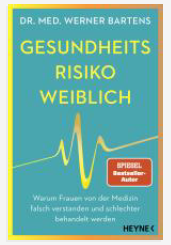 DR. MED. WERNER BARTENS
GESUNDHEITS
RISIKO
WEIBLICH
SPIEGEL
Bestseller-
Autor
Warum Frauen von der Medizin
falsch verstanden und schlechter
behandelt werden
HEYNE